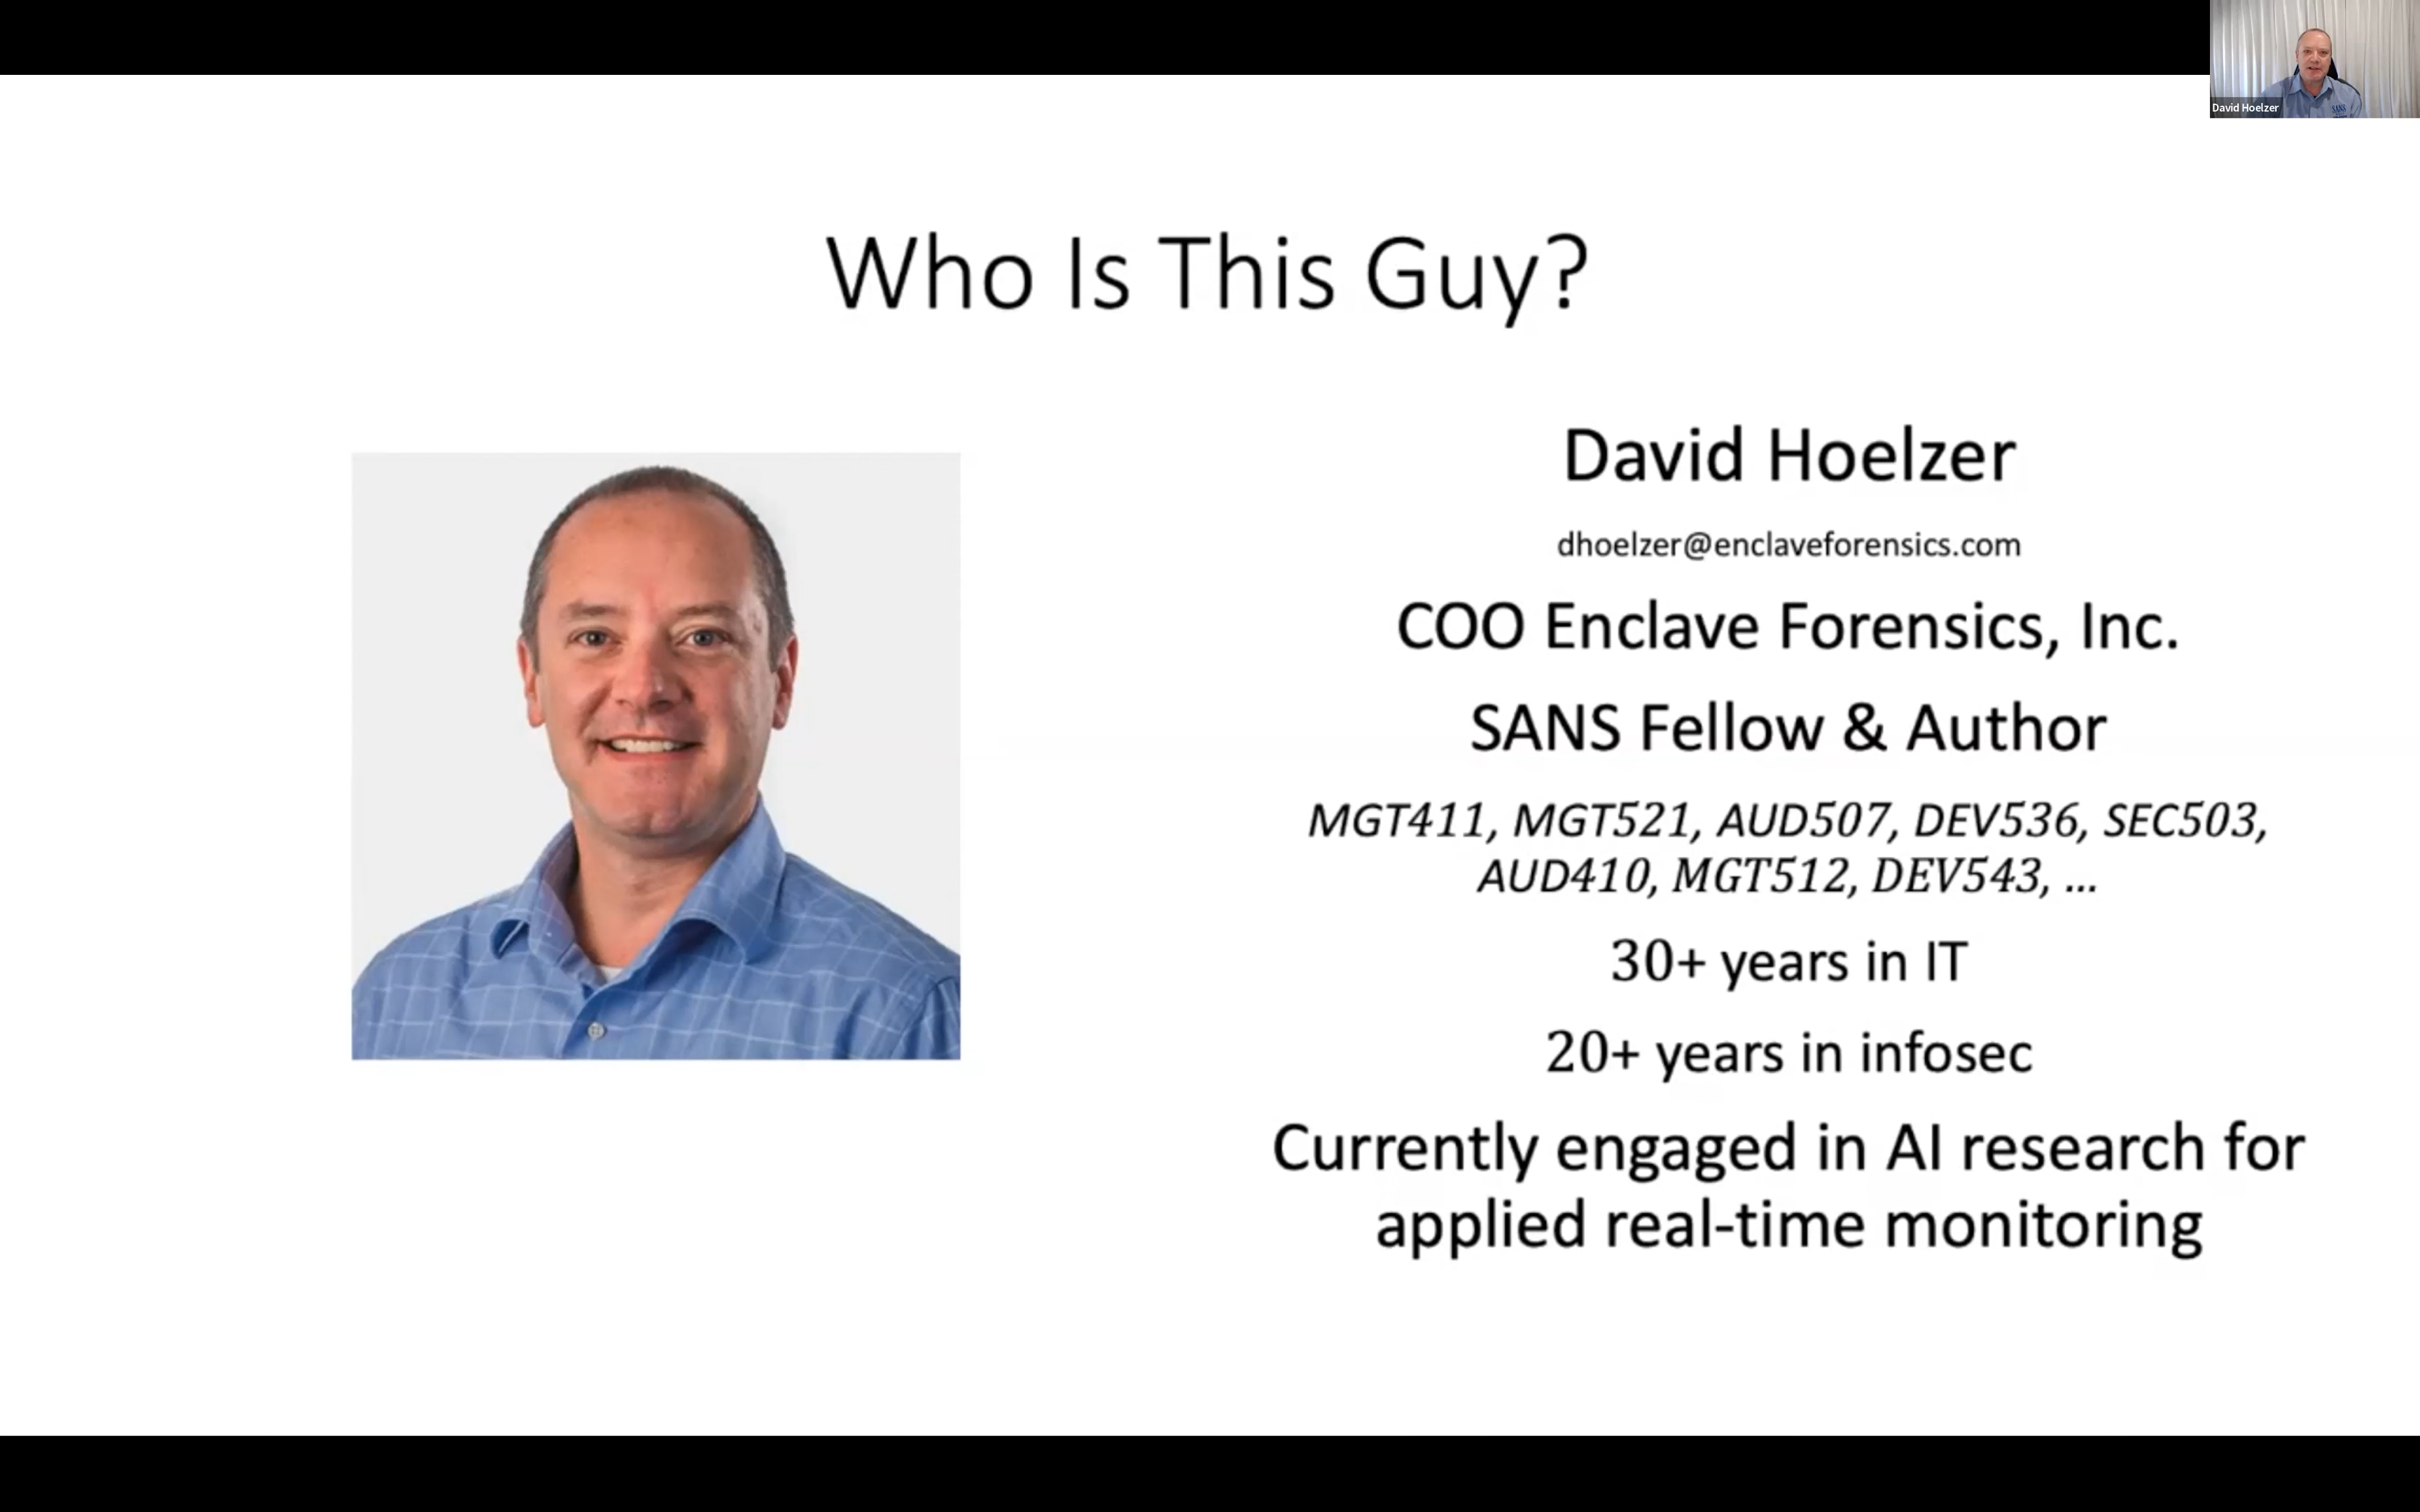 David Hoelzer
SANS
Who Is This Guy?
David Hoelzer
dhoelzer@enclaveforensics.com
COO Enclave Forensics, Inc.
SANS Fellow & Author
MGT411, MGT521, AUD507, DEV536, SEC503,
AUD410, MGT512, DEV543, ...
30+ years in IT
20+ years in infosec
Currently engaged in AI research for
applied real-time monitoring